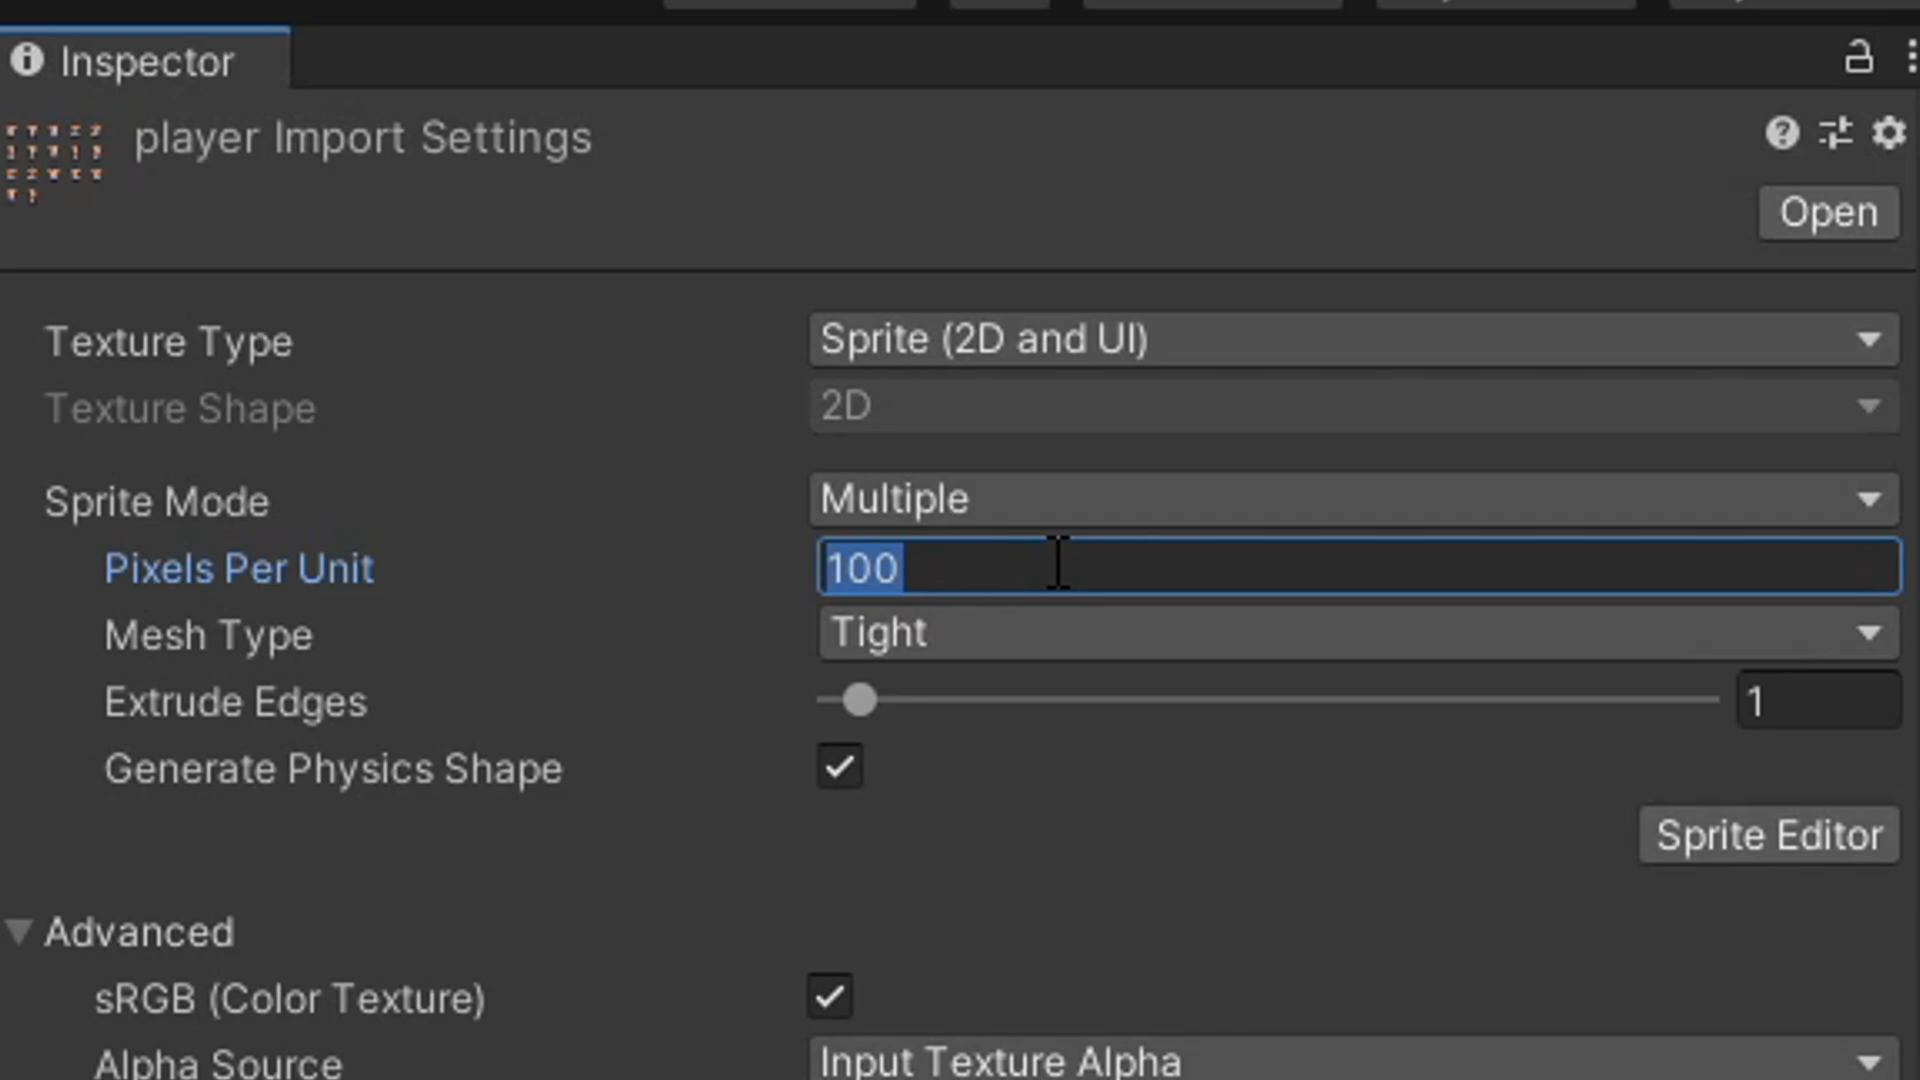 Inspector
player Import Settings
Open
Texture Type Sprite (2D and UI)
Texture Shape 2D
Sprite Mode Multiple
Pixels Per Unit 100
Mesh Type Tight
Extrude Edges 1
Generate Physics Shape
Sprite Editor
Advanced
sRGB (Color Texture)
Alpha Source Input Texture Alpha